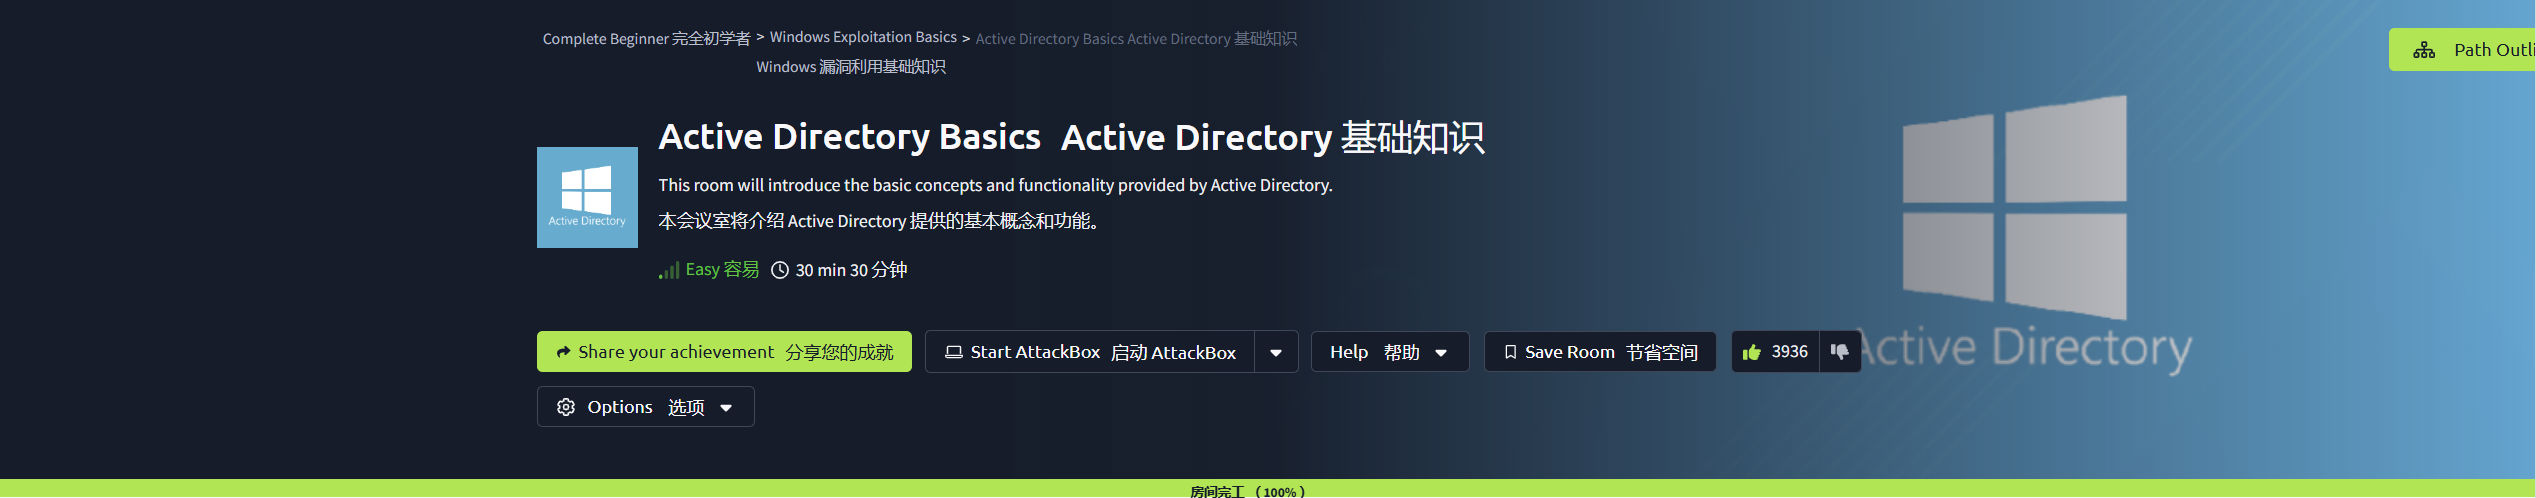 Complete Beginner 完全初学者 > Windows Exploitation Basics > Active Directory Basics Active Directory 基础知识
Windows 漏洞利用基础知识
Path Outli
Active Directory Basics Active Directory 基础知识
This room will introduce the basic concepts and functionality provided by Active Directory.
本会议室将介绍 Active Directory 提供的基本概念和功能。
Active Directory
Easy 容易 30 min 30 分钟
Share your achievement 分享您的成就 Start AttackBox 启动 AttackBox Help 帮助 Save Room 节省空间 3936
Active Directory
Options 选项
房间完工 （ 100% ）